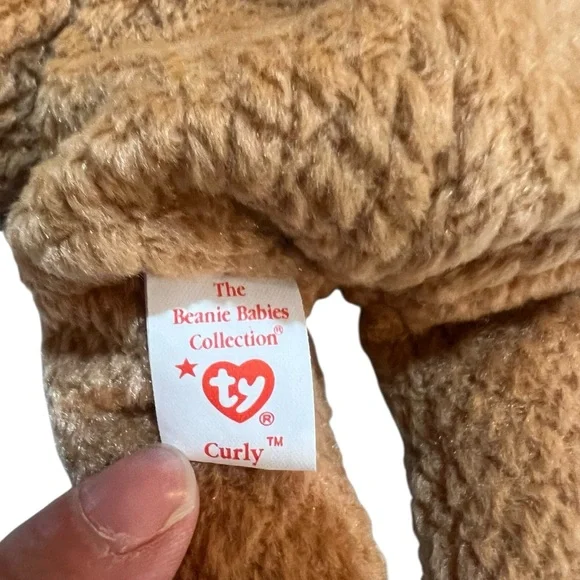 The
Beanie Babies
Collection®
ty®
Curly™